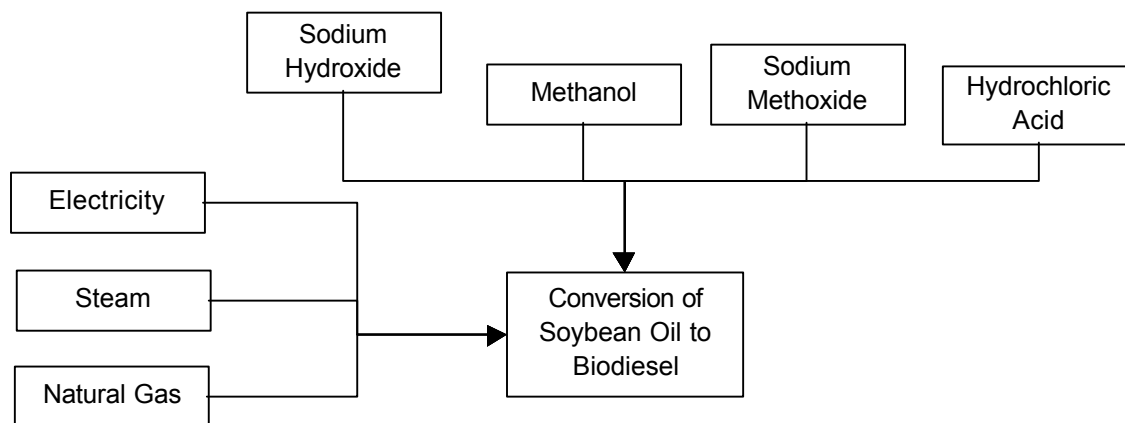 Sodium
Hydroxide
Methanol
Sodium
Methoxide
Hydrochloric
Acid
Electricity
Steam
Natural Gas
Conversion of
Soybean Oil to
Biodiesel